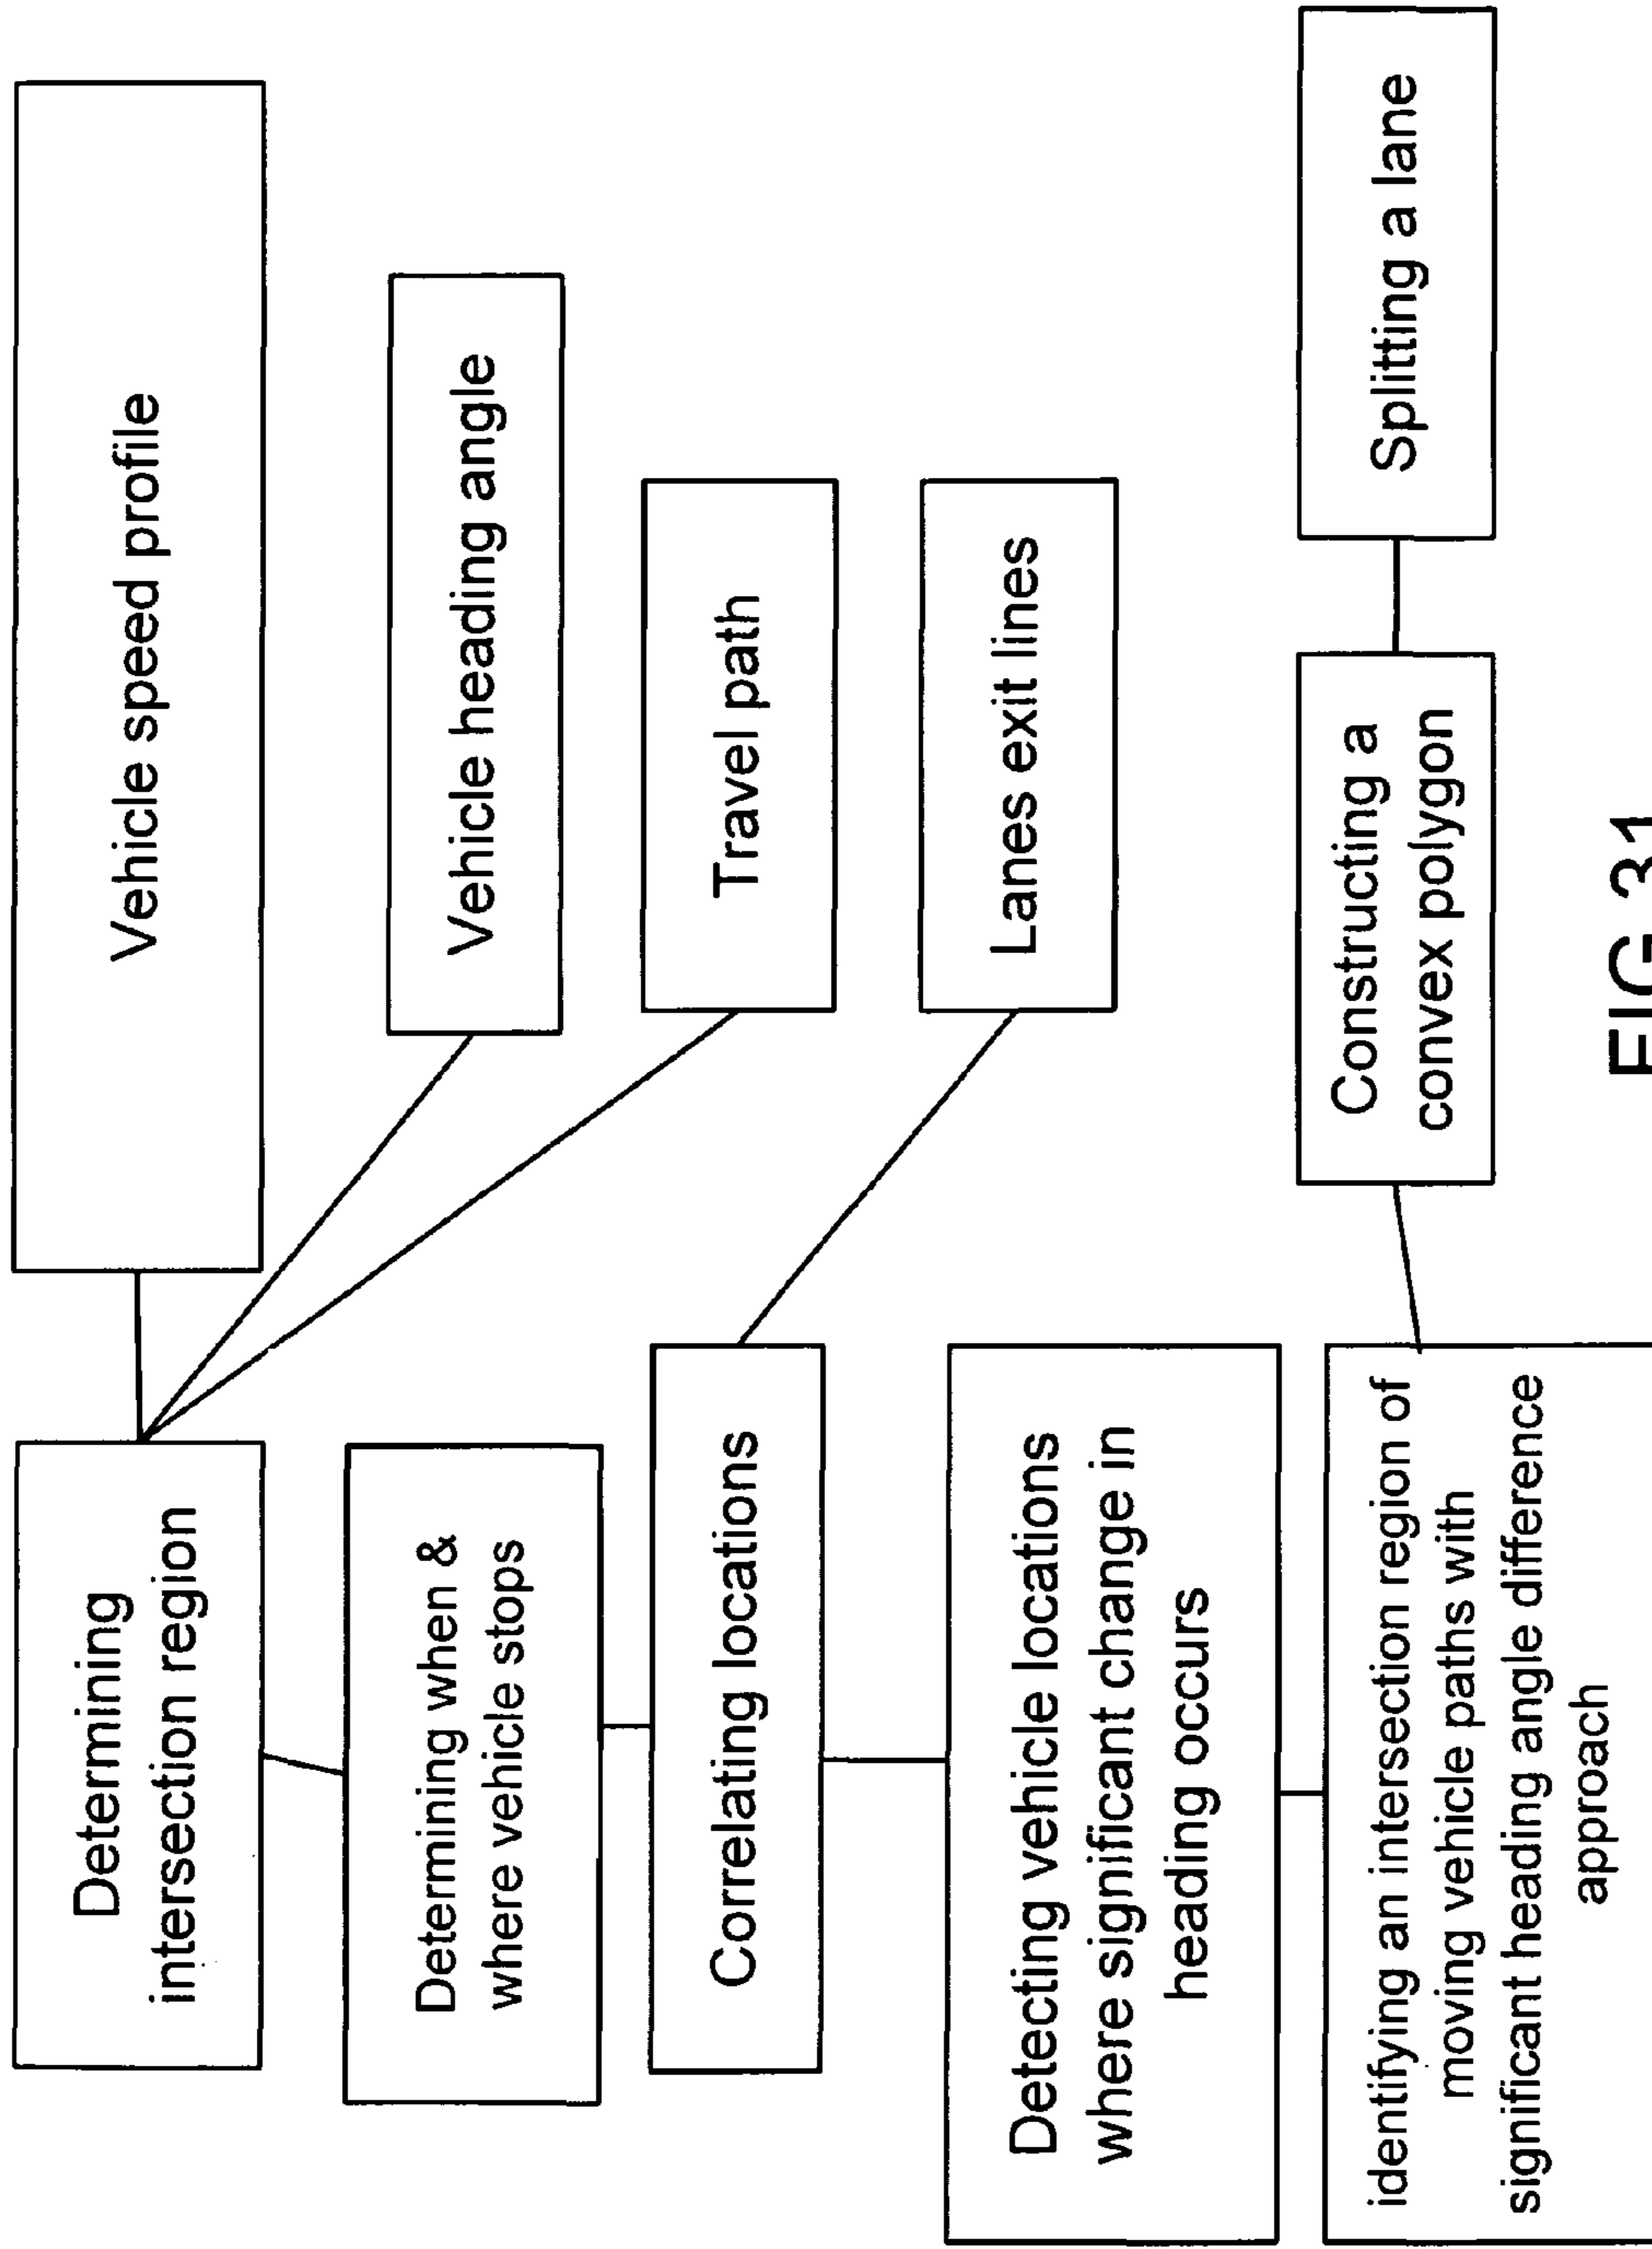 Determining
intersection region
Vehicle speed profile
Determining when &
where vehicle stops
Vehicle heading angle
Correlating locations
Travel path
Detecting vehicle locations
where significant change in
heading occurs
Lanes exit lines
identifying an intersection region of
moving vehicle paths with
significant heading angle difference
approach
Constructing a
convex polygon
Splitting a lane
FIG 31